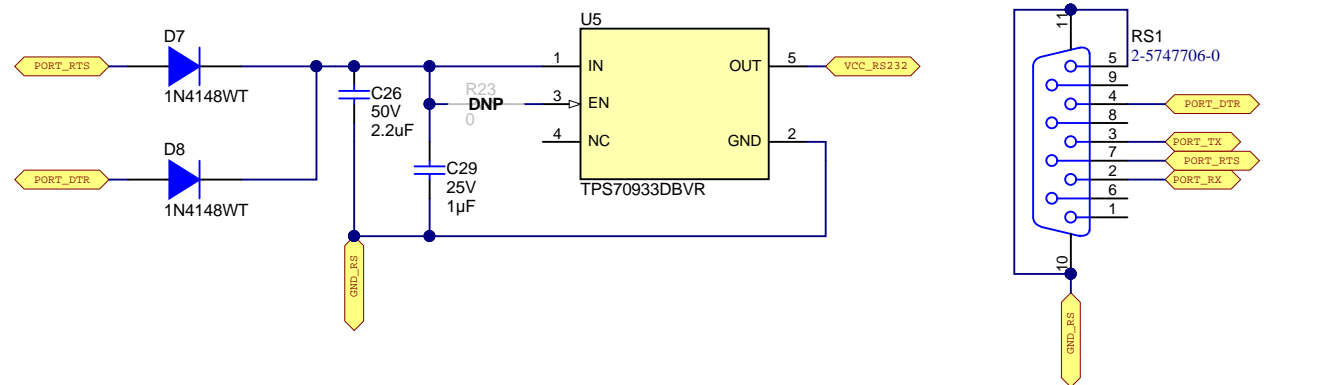 U5
D7
PORT_RTS
1N4148WT
D8
PORT_DTR
1N4148WT
C26
50V
2.2uF
R23
DNP
0
C29
25V
1µF
GND_RS
1
IN
3
EN
4
NC
OUT
5
GND
2
TPS70933DBVR
VCC_RS232
RS1
2-5747706-0
11
5
9
4
8
3
7
2
6
1
10
PORT_DTR
PORT_TX
PORT_RTS
PORT_RX
GND_RS